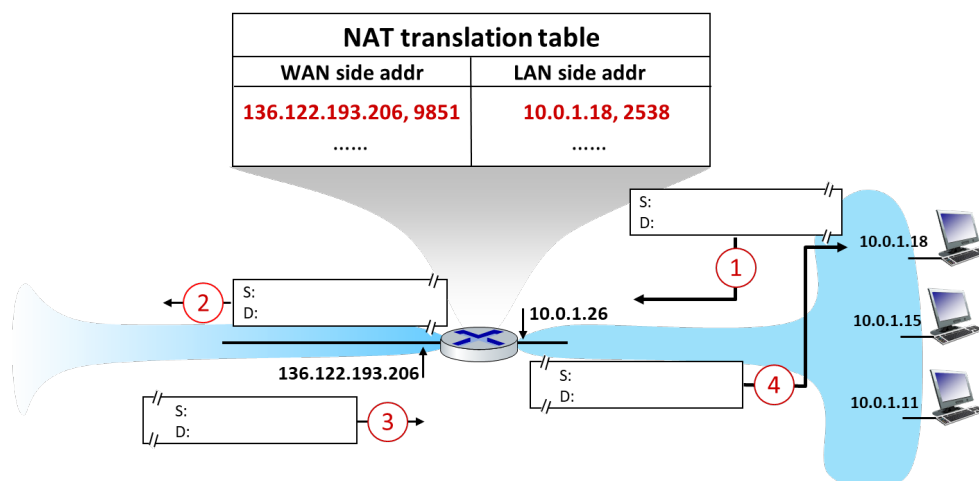 NAT translation table
WAN side addr LAN side addr
136.122.193.206, 9851 10.0.1.18, 2538
...... ......
S:
D:
10.0.1.18
1
2
S:
D:
10.0.1.26
10.0.1.15
136.122.193.206
S:
D:
4
10.0.1.11
S:
D:
3